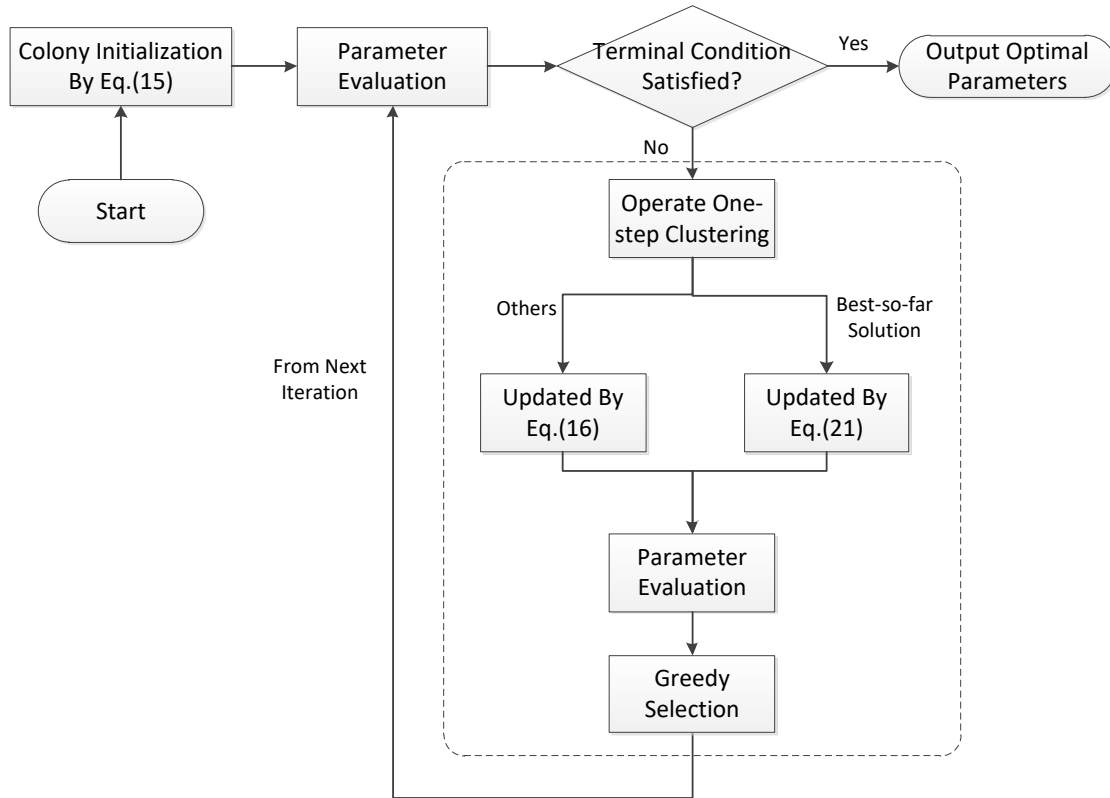 Colony Initialization
By Eq.(15)
Parameter
Evaluation
Terminal Condition
Satisfied?
Yes
Output Optimal
Parameters
Start
No
Operate One-
step Clustering
Others
Best-so-far
Solution
From Next
Iteration
Updated By
Eq.(16)
Updated By
Eq.(21)
Parameter
Evaluation
Greedy
Selection